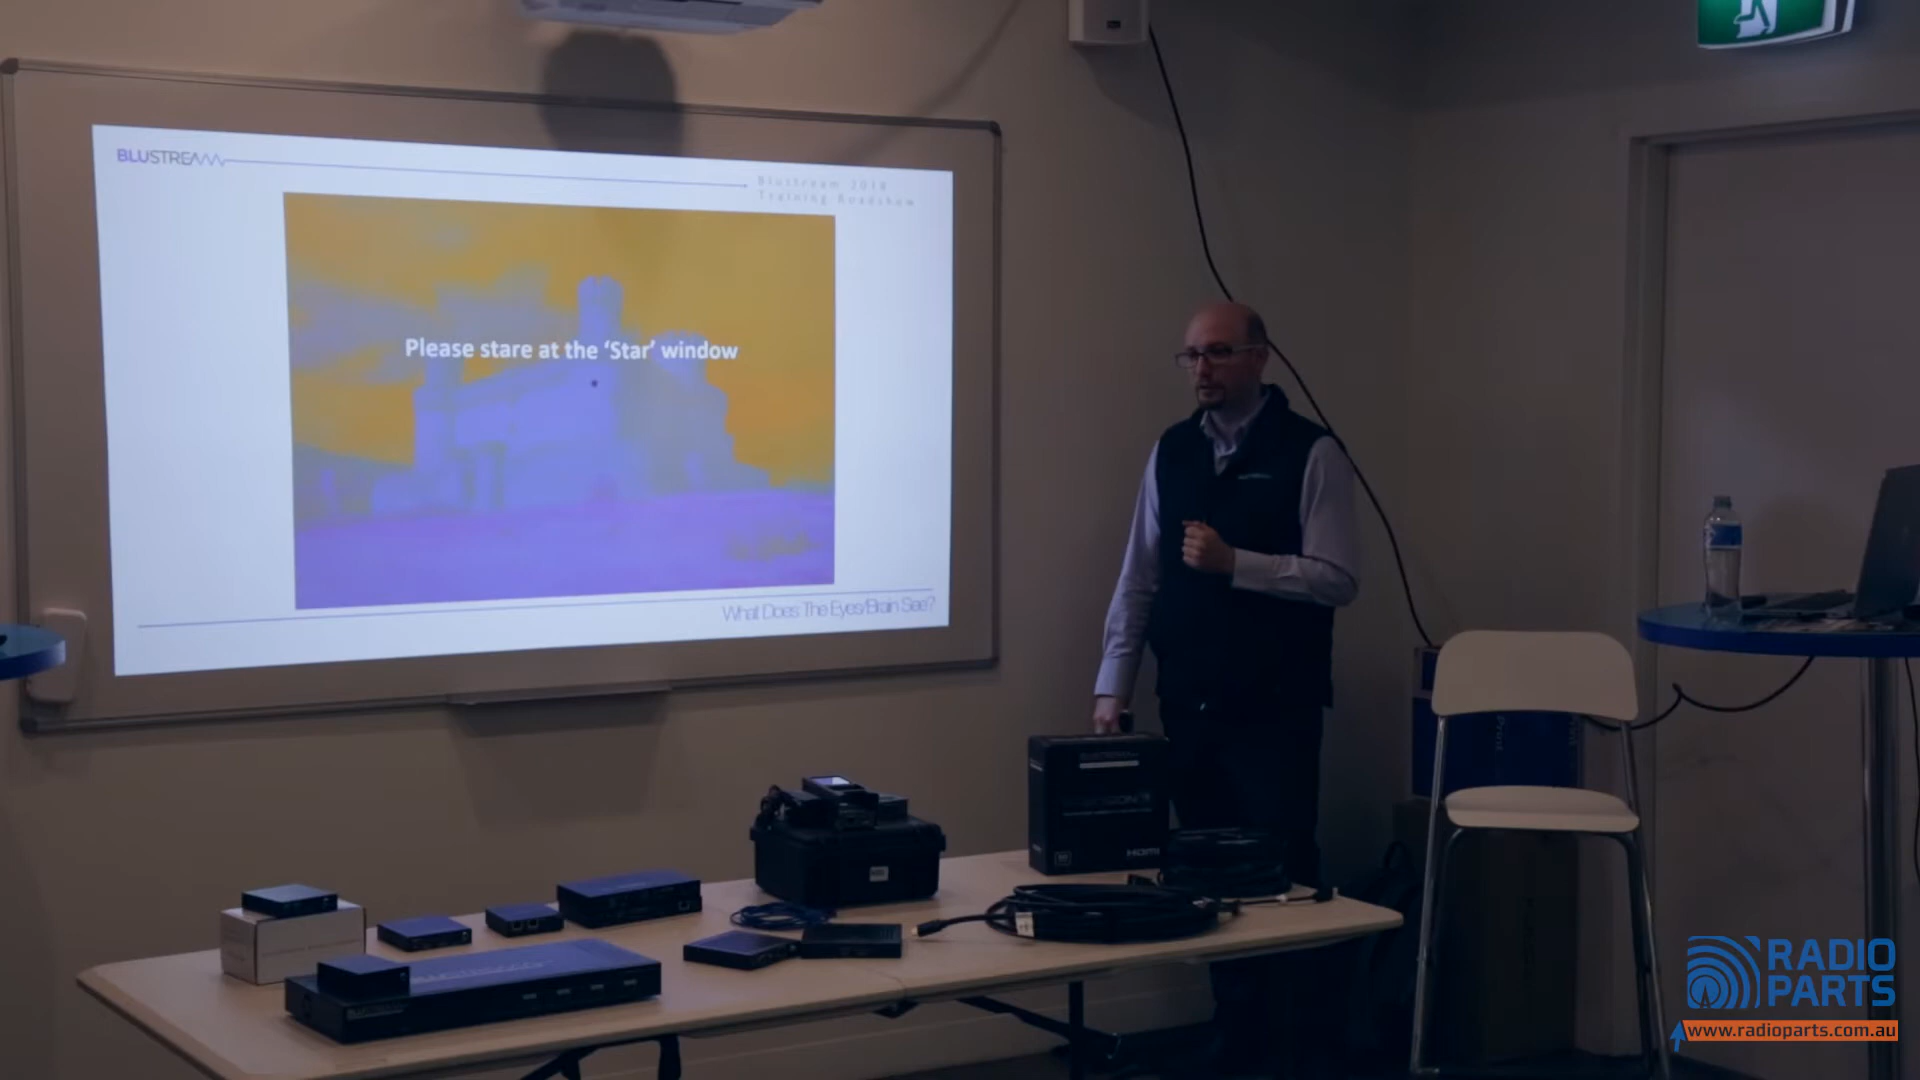 BLUSTREAM
Blustream 2018
Training Roadshow
Please stare at the ‘Star’ window
What Does The Eyes/Brain See?
HDMI
RADIO
PARTS
www.radioparts.com.au